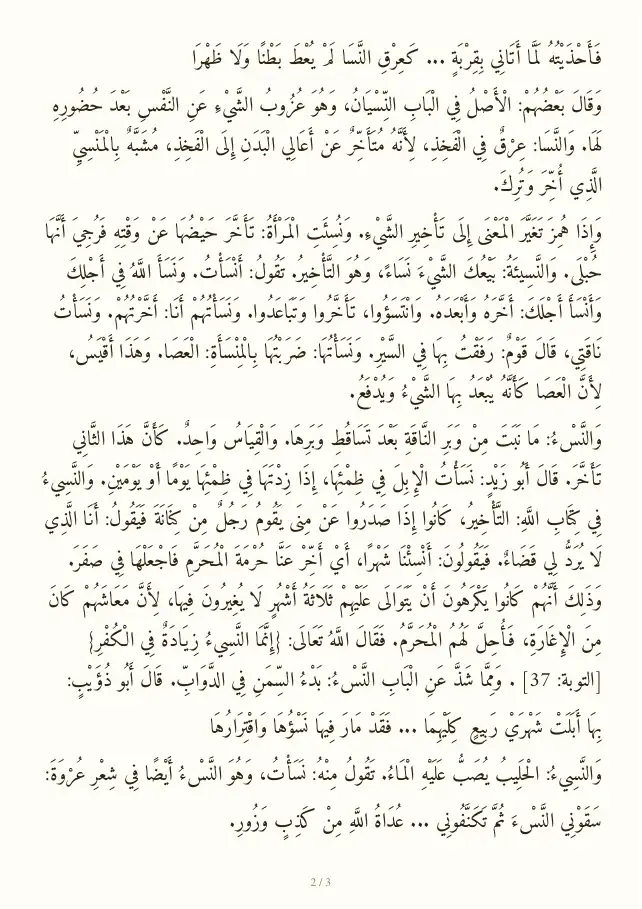 فَأَحْذَيْتُهُ لَمَّا أَتَانِي بِقِرْبَةٍ ... كَعِرْقِ النَّسَا لَمْ يُعْطَ بَطْنًا وَلَا ظَهْرَا
وَقَالَ بَعْضُهُمْ: الْأَصْلُ فِي الْبَابِ النِّسْيَانُ، وَهُوَ عُزُوبُ الشَّيْءِ عَنِ النَّفْسِ بَعْدَ حُضُورِهِ
لَهَا. وَالنَّسَا: عِرْقٌ فِي الْفَخِذِ، لِأَنَّهُ مُتَأَخِّرٌ عَنْ أَعَالِي الْبَدَنِ إِلَى الْفَخِذِ، مُشَبَّهٌ بِالْمَنْسِيِّ
الَّذِي أُخِّرَ وَتُرِكَ.
وَإِذَا هُمِزَ تَغَيَّرَ الْمَعْنَى إِلَى تَأْخِيرِ الشَّيْءِ. وَنُسِئَتِ الْمَرْأَةُ: تَأَخَّرَ حَيْضُهَا عَنْ وَقْتِهِ فَرُجِيَ أَنَّهَا
حُبْلَى. وَالنَّسِيئَةُ: بَيْعُكَ الشَّيْءَ نَسَاءً، وَهُوَ التَّأْخِيرُ. تَقُولُ: أَنْسَأْتُ. وَنَسَأَ اللَّهُ فِي أَجْلِكَ
وَأَنْسَأَ أَجْلَكَ: أَخَّرَهُ وَأَبْعَدَهُ. وَانْتَسَؤُوا، تَأَخَّرُوا وَتَبَاعَدُوا. وَنَسَأْتُهُمْ أَنَا: أَخَّرْتُهُمْ. وَنَسَأْتُ
نَاقَتِي، قَالَ قَوْمٌ: رَفَقْتُ بِهَا فِي السَّيْرِ. وَنَسَأْتُهَا: ضَرَبْتُهَا بِالْمِنْسَأَةِ: الْعَصَا. وَهَذَا أَقْيَسُ،
لِأَنَّ الْعَصَا كَأَنَّهُ يُبْعَدُ بِهَا الشَّيْءُ وَيُدْفَعُ.
وَالنَّسْءُ: مَا نَبَتَ مِنْ وَبَرِ النَّاقَةِ بَعْدَ تَسَاقُطِ وَبَرِهَا. وَالْقِيَاسُ وَاحِدٌ. كَأَنَّ هَذَا الثَّانِي
تَأَخَّرَ. قَالَ أَبُو زَيْدٍ: نَسَأْتُ الْإِبِلَ فِي ظِمْئِهَا، إِذَا زِدْتَهَا فِي ظِمْئِهَا يَوْمًا أَوْ يَوْمَيْنِ. وَالنَّسِيءُ
فِي كِتَابِ اللَّهِ: التَّأْخِيرُ، كَانُوا إِذَا صَدَرُوا عَنْ مِنَى يَقُومُ رَجُلٌ مِنْ كِنَانَةَ فَيَقُولُ: أَنَا الَّذِي
لَا يُرَدُّ لِي قَضَاءٌ. فَيَقُولُونَ: أَنْسِئْنَا شَهْرًا، أَيْ أَخِّرْ عَنَّا حُرْمَةَ الْمُحَرَّمِ فَاجْعَلْهَا فِي صَفَرَ.
وَذَلِكَ أَنَّهُمْ كَانُوا يَكْرَهُونَ أَنْ يَتَوَالَى عَلَيْهِمْ ثَلَاثَةُ أَشْهُرٍ لَا يُغِيرُونَ فِيهَا، لِأَنَّ مَعَاشَهُمْ كَانَ
مِنَ الْإِغَارَةِ، فَأُحِلَّ لَهُمُ الْمُحَرَّمُ. فَقَالَ اللَّهُ تَعَالَى: {إِنَّمَا النَّسِيءُ زِيَادَةٌ فِي الْكُفْرِ}
[التوبة: 37] . وَمِمَّا شَذَّ عَنِ الْبَابِ النَّسْءُ: بَدْءُ السِّمَنِ فِي الدَّوَابِّ. قَالَ أَبُو ذُؤَيْبٍ:
بِهَا أَبَلَتْ شَهْرَيْ رَبِيعٍ كِلَيْهِمَا ... فَقَدْ مَارَ فِيهَا نَسْؤُهَا وَاقْتِرَارُهَا
وَالنَّسِيءُ: الْحَلِيبُ يُصَبُّ عَلَيْهِ الْمَاءُ. تَقُولُ مِنْهُ: نَسَأْتُ، وَهُوَ النَّسْءُ أَيْضًا فِي شِعْرِ عُرْوَةَ:
سَقَوْنِي النَّسْءَ ثُمَّ تَكَنَّفُونِي ... عُدَاةُ اللَّهِ مِنْ كَذِبٍ وَزُورِ.
2 / 3